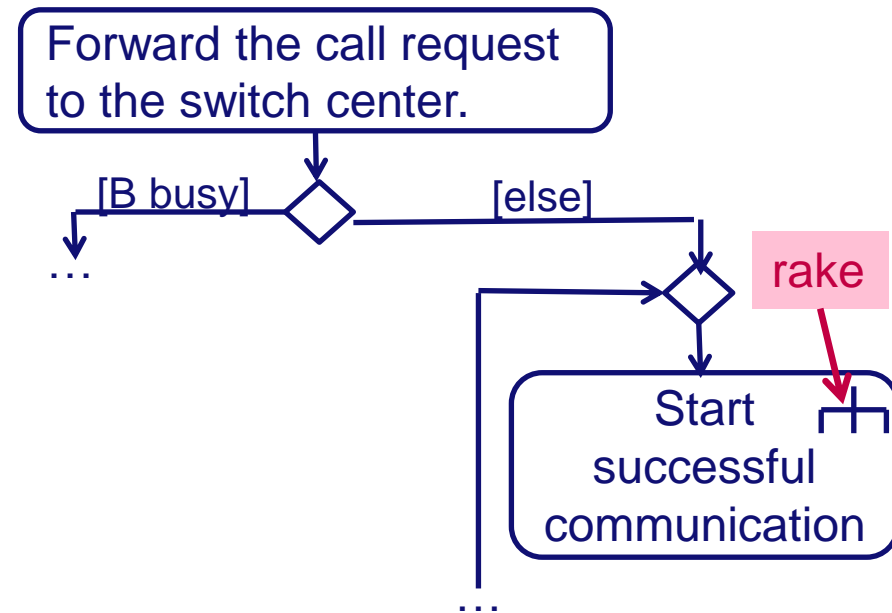 Forward the call request
to the switch center.
[B busy]
[else]
…
rake
Start
successful
communication
…